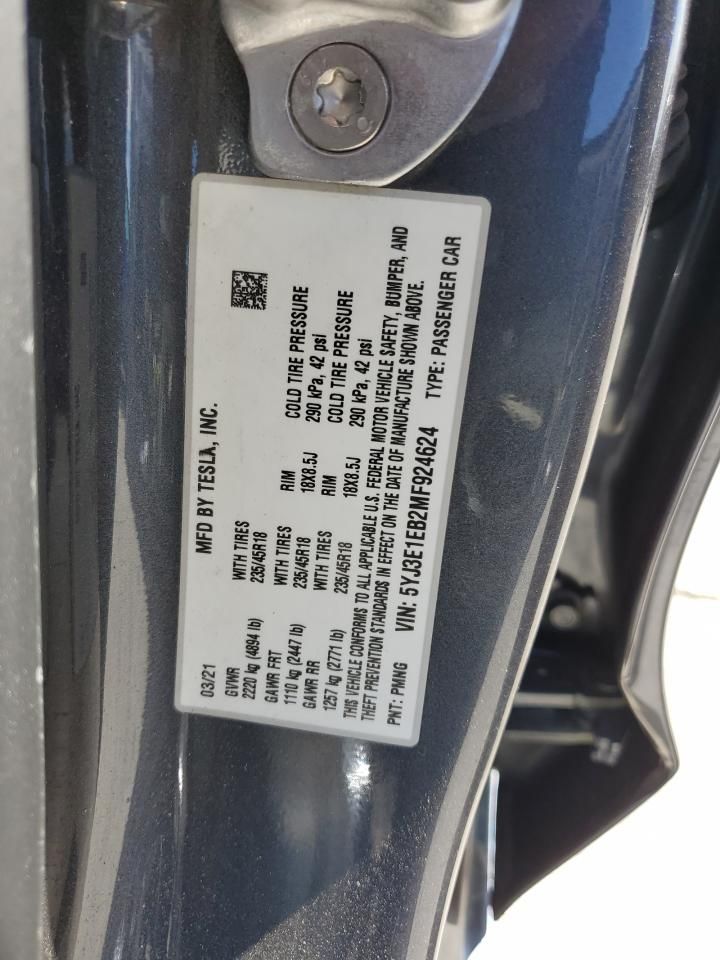 03/21 MFD BY TESLA, INC.
GVWR WITH TIRES RIM COLD TIRE PRESSURE
2220 kg (4894 lb) 235/45R18 18X8.5J 290 kPa, 42 psi
GAWR FRT WITH TIRES RIM COLD TIRE PRESSURE
1110 kg (2447 lb) 235/45R18 18X8.5J 290 kPa, 42 psi
GAWR RR
1257 kg (2771 lb) 235/45R18
THIS VEHICLE CONFORMS TO ALL APPLICABLE U.S. FEDERAL MOTOR VEHICLE SAFETY, BUMPER, AND
THEFT PREVENTION STANDARDS IN EFFECT ON THE DATE OF MANUFACTURE SHOWN ABOVE.
PNT: PMNG VIN: 5YJ3E1EB2MF924624 TYPE: PASSENGER CAR